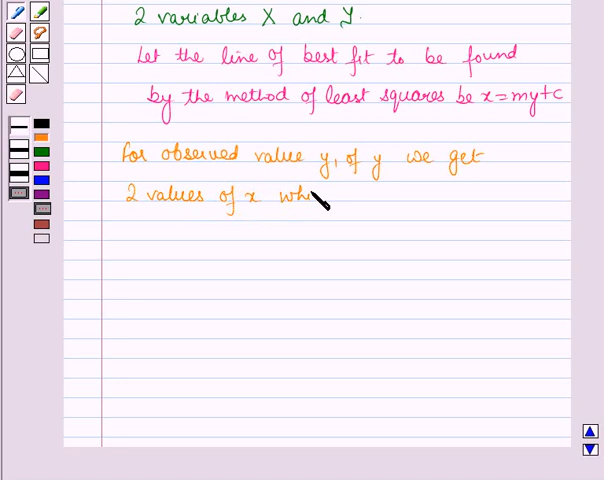 2 variables X and Y.
Let the line of best fit to be found
by the method of least squares be x=my+c
For observed value y₁ of y we get
2 values of x whe